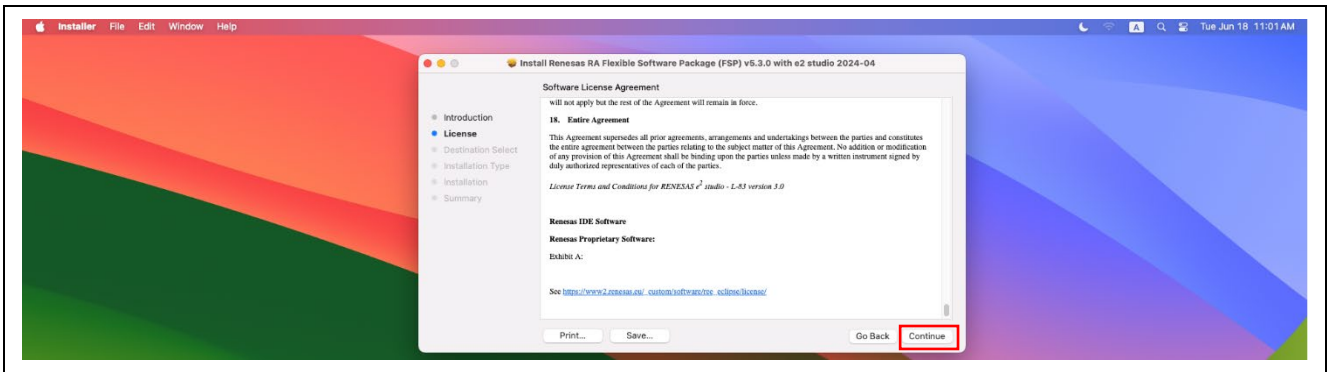 Installer File Edit Window Help A Tue Jun 18 11:01 AM
Install Renesas RA Flexible Software Package (FSP) v5.3.0 with e2 studio 2024-04
Software License Agreement
Introduction
License
Destination Select
Installation Type
Installation
Summary
will not apply but the rest of the Agreement will remain in force.
18. Entire Agreement
This Agreement supersedes all prior agreements, arrangements and undertakings between the parties and constitutes
the entire agreement between the parties relating to the subject matter of this Agreement. No addition or modification
of any provision of this Agreement shall be binding upon the parties unless made by a written instrument signed by
duly authorized representatives of each of the parties.
License Terms and Conditions for RENESAS e² studio - L-83 version 3.0
Renesas IDE Software
Renesas Proprietary Software:
Exhibit A:
See https://www2.renesas.eu/_custom/software/ree_eclipse/license/
Print... Save... Go Back Continue